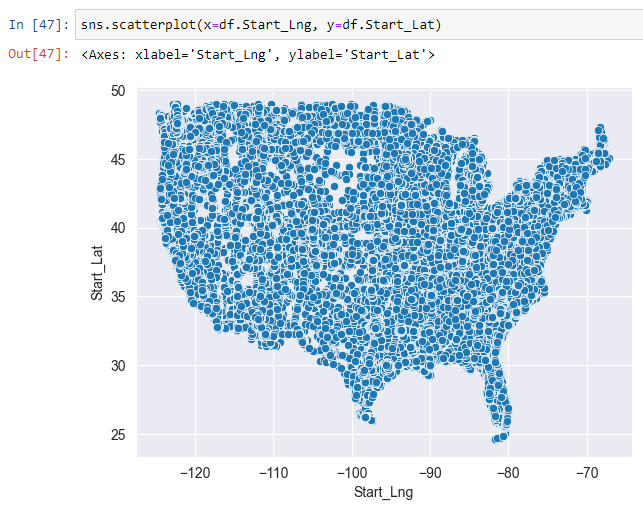 In [47]: sns.scatterplot(x=df.Start_Lng, y=df.Start_Lat)
Out[47]: <Axes: xlabel='Start_Lng', ylabel='Start_Lat'>
50
45
40
35
30
25
Start_Lat
−120 −110 −100 −90 −80 −70
Start_Lng